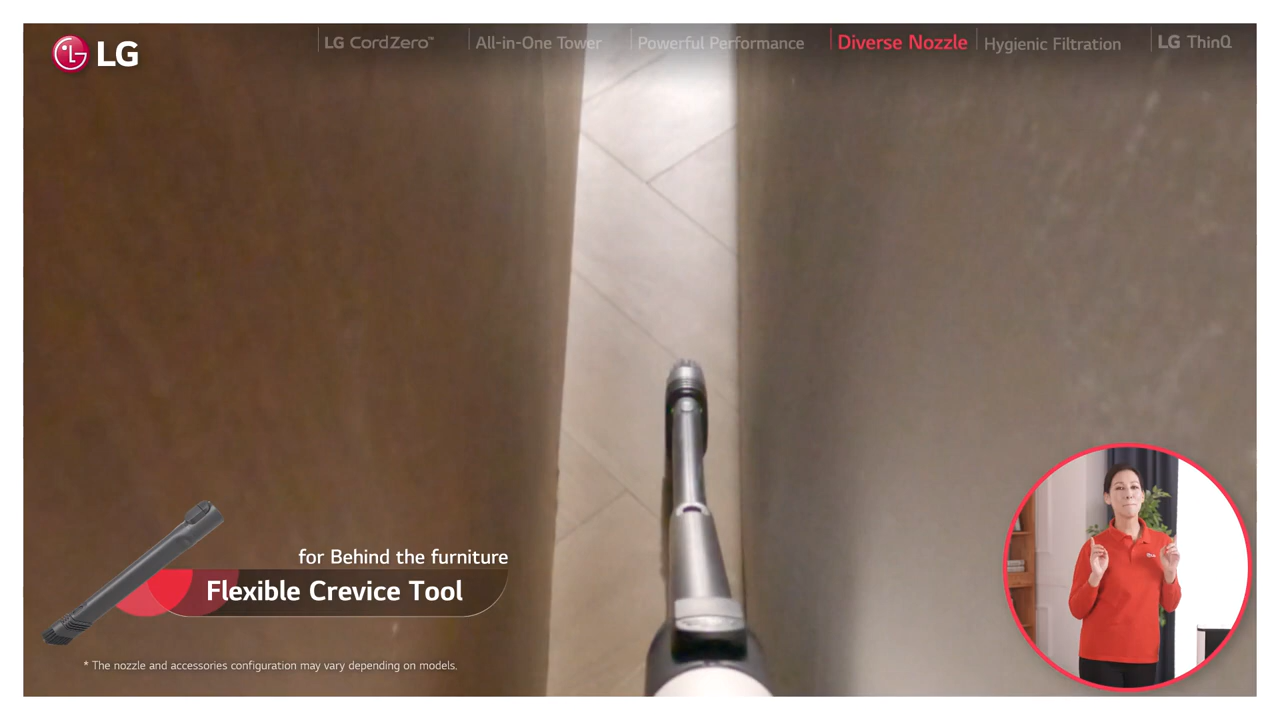 LG
LG CordZero™
All-in-One Tower
Powerful Performance
Diverse Nozzle
Hygienic Filtration
LG ThinQ
for Behind the furniture
Flexible Crevice Tool
* The nozzle and accessories configuration may vary depending on models.